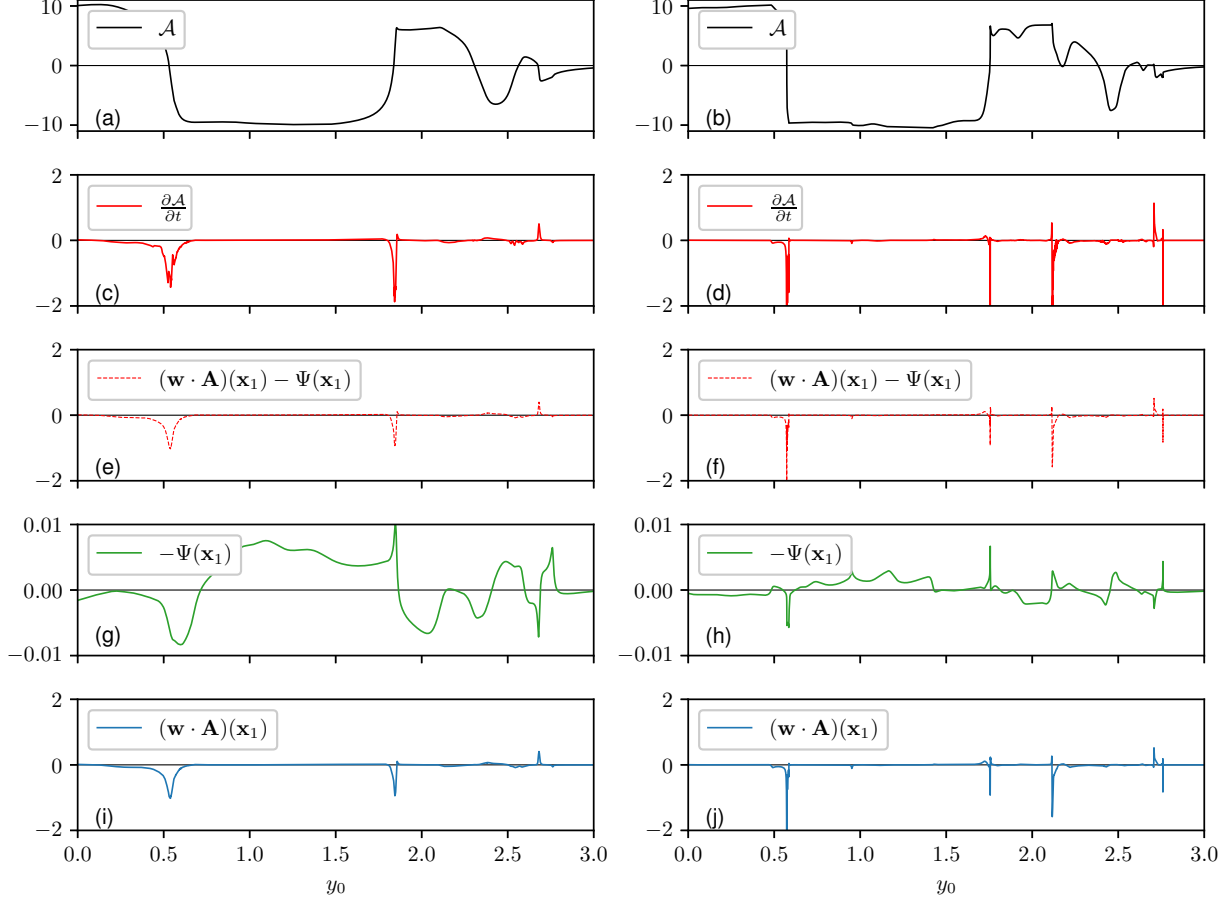 10
0
−10
𝒜
(a)
10
0
−10
𝒜
(b)
2
0
−2
∂𝒜/∂t
(c)
2
0
−2
∂𝒜/∂t
(d)
2
0
−2
(w · A)(x₁) − Ψ(x₁)
(e)
2
0
−2
(w · A)(x₁) − Ψ(x₁)
(f)
0.01
0.00
−0.01
−Ψ(x₁)
(g)
0.01
0.00
−0.01
−Ψ(x₁)
(h)
2
0
−2
(w · A)(x₁)
(i)
0.0 0.5 1.0 1.5 2.0 2.5 3.0
y₀
2
0
−2
(w · A)(x₁)
(j)
0.0 0.5 1.0 1.5 2.0 2.5 3.0
y₀